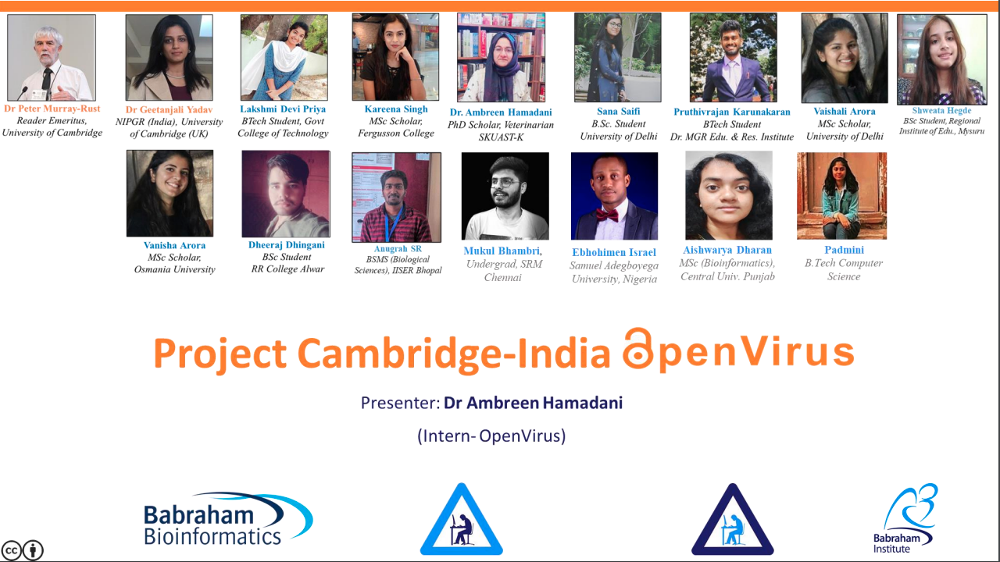 Dr Peter Murray-Rust
Reader Emeritus,
University of Cambridge
Dr Geetanjali Yadav
NIPGR (India), University
of Cambridge (UK)
Lakshmi Devi Priya
BTech Student, Govt
College of Technology
Kareena Singh
MSc Scholar,
Fergusson College
Dr. Ambreen Hamadani
PhD Scholar, Veterinarian
SKUAST-K
Sana Saifi
B.Sc. Student
University of Delhi
Pruthivrajan Karunakaran
BTech Student
Dr. MGR Edu. & Res. Institute
Vaishali Arora
MSc Scholar,
University of Delhi
Shweata Hegde
BSc Student, Regional
Institute of Edu., Mysuru
Vanisha Arora
MSc Scholar,
Osmania University
Dheeraj Dhingani
BSc Student
RR College Alwar
Anugrah SR
BSMS (Biological
Sciences), IISER Bhopal
Mukul Bhambri,
Undergrad, SRM
Chennai
Ebhohimen Israel
Samuel Adegboyega
University, Nigeria
Aishwarya Dharan
MSc (Bioinformatics),
Central Univ. Punjab
Padmini
B.Tech Computer
Science
Project Cambridge-India OpenVirus
Presenter: Dr Ambreen Hamadani
(Intern- OpenVirus)
Babraham
Bioinformatics
Babraham
Institute
cc